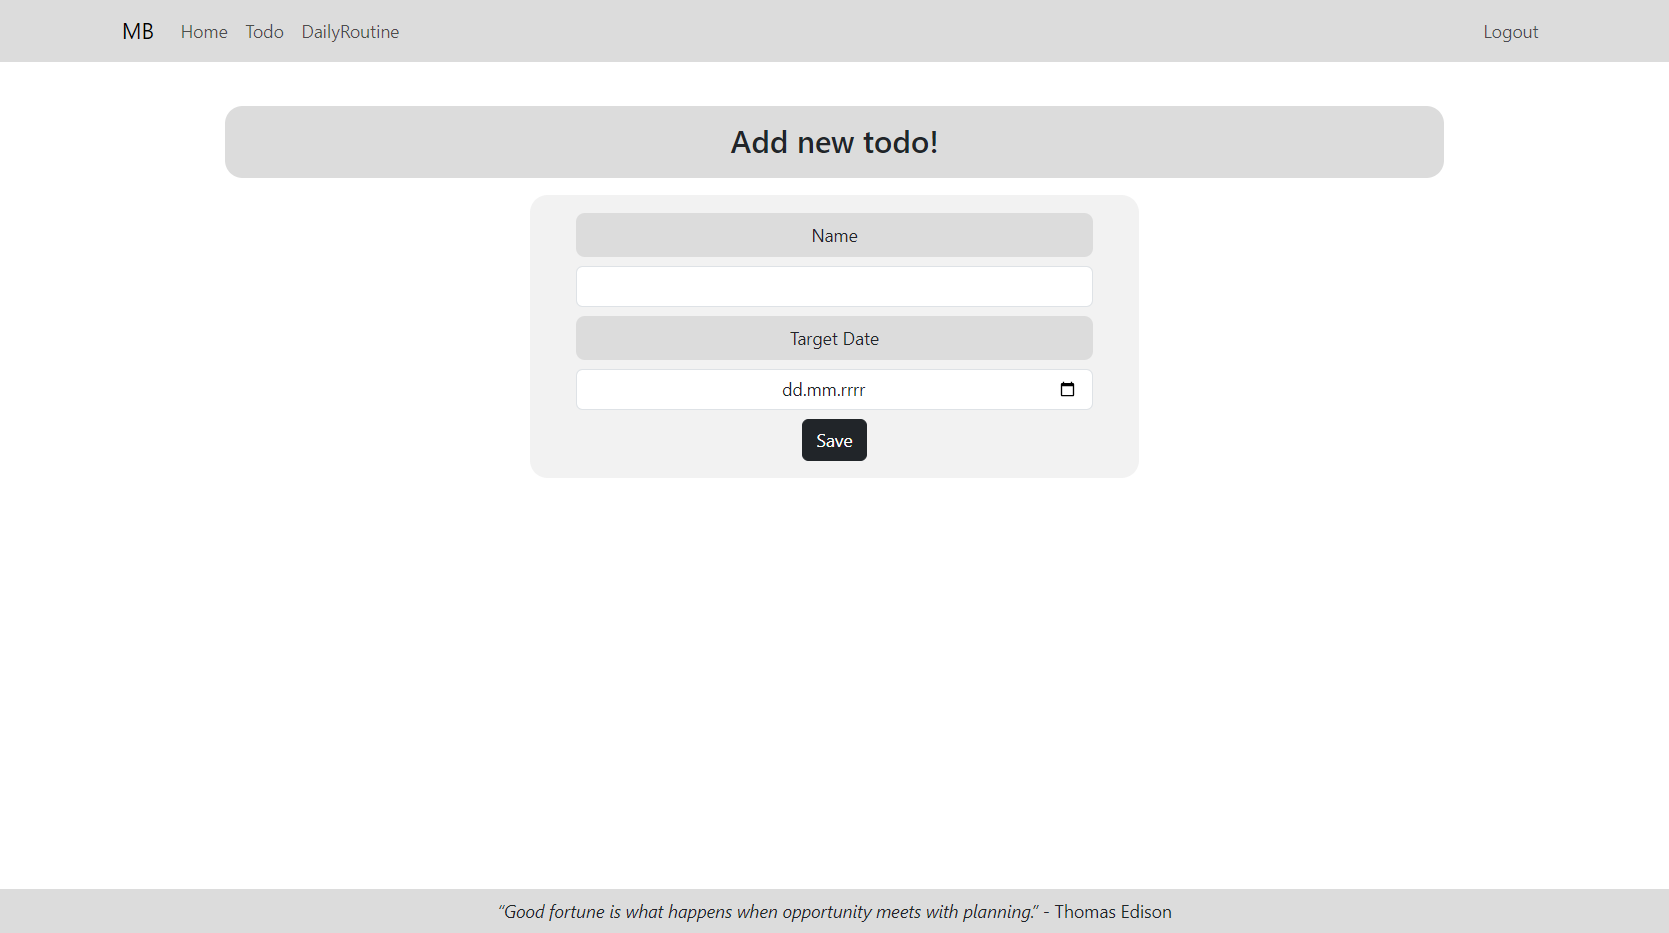 MB Home Todo DailyRoutine Logout
Add new todo!
Name
Target Date
dd.mm.rrrr
Save
“Good fortune is what happens when opportunity meets with planning.” - Thomas Edison